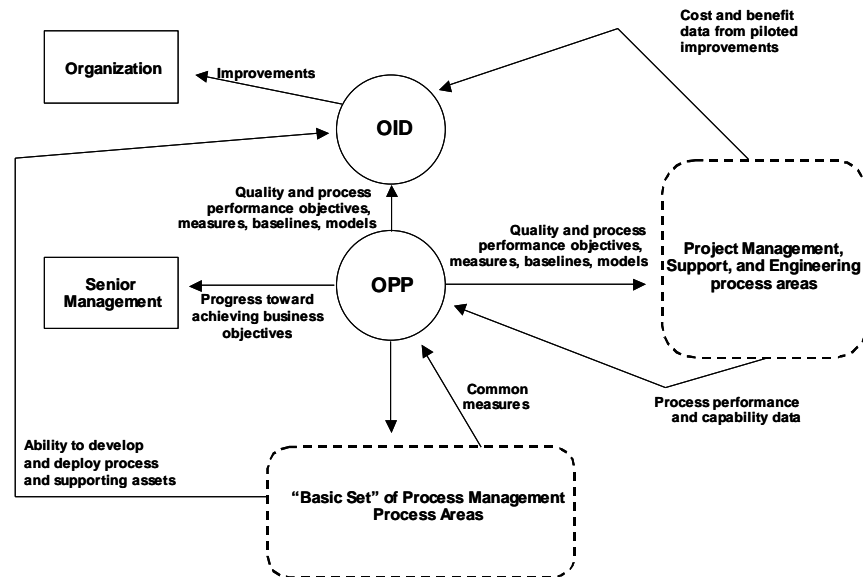 Cost and benefit
data from piloted
improvements
Organization
Improvements
OID
Quality and process
performance objectives,
measures, baselines, models
Quality and process
performance objectives,
measures, baselines, models
Project Management,
Support, and Engineering
process areas
Senior
Management
OPP
Progress toward
achieving business
objectives
Common
measures
Process performance
and capability data
Ability to develop
and deploy process
and supporting assets
“Basic Set” of Process Management
Process Areas